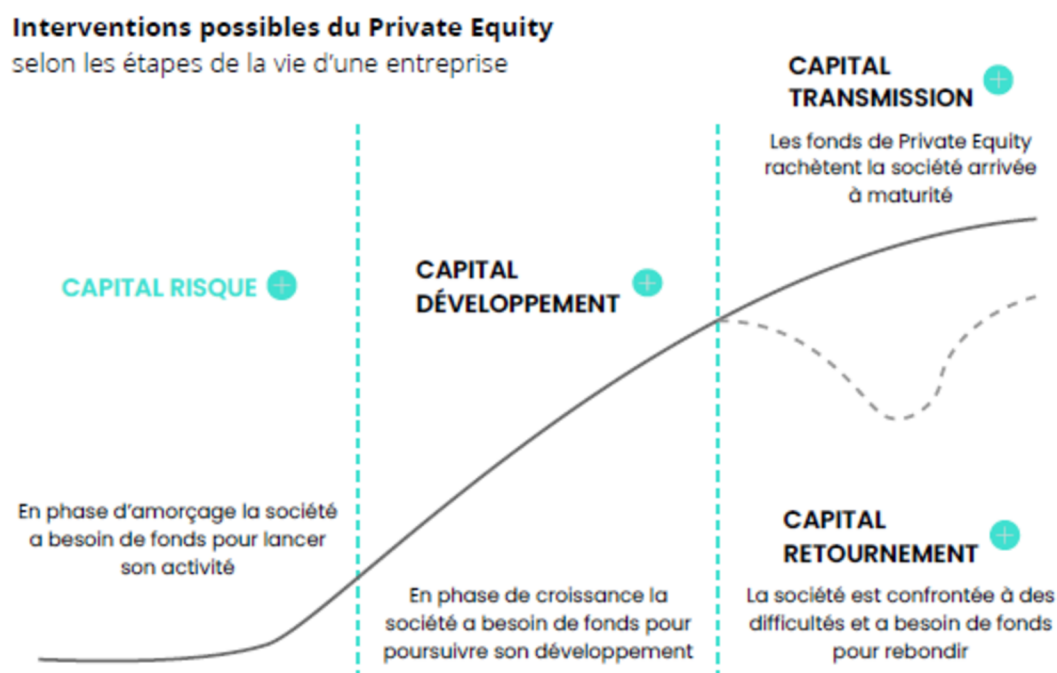 Interventions possibles du Private Equity
selon les étapes de la vie d'une entreprise
CAPITAL RISQUE
En phase d'amorçage la société
a besoin de fonds pour lancer
son activité
CAPITAL
DÉVELOPPEMENT
En phase de croissance la
société a besoin de fonds pour
poursuivre son développement
CAPITAL
TRANSMISSION
Les fonds de Private Equity
rachètent la société arrivée
à maturité
CAPITAL
RETOURNEMENT
La société est confrontée à des
difficultés et a besoin de fonds
pour rebondir